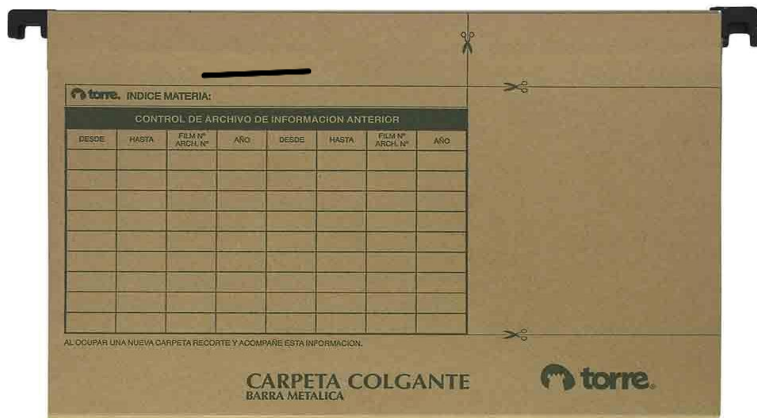 torre. INDICE MATERIA:
CONTROL DE ARCHIVO DE INFORMACION ANTERIOR
DESDE HASTA FILM Nº ARCH. Nº AÑO DESDE HASTA FILM Nº ARCH. Nº AÑO
AL OCUPAR UNA NUEVA CARPETA RECORTE Y ACOMPAÑE ESTA INFORMACION.
CARPETA COLGANTE
BARRA METALICA
torre.